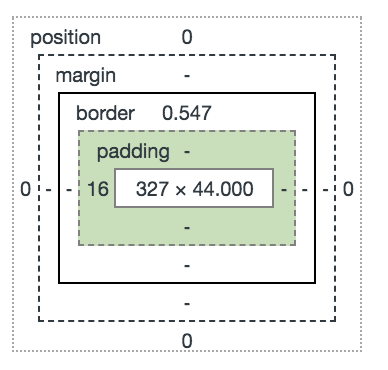 position 0
margin -
border 0.547
padding -
0 - - 16 327 × 44.000 - - - 0
-
-
-
0